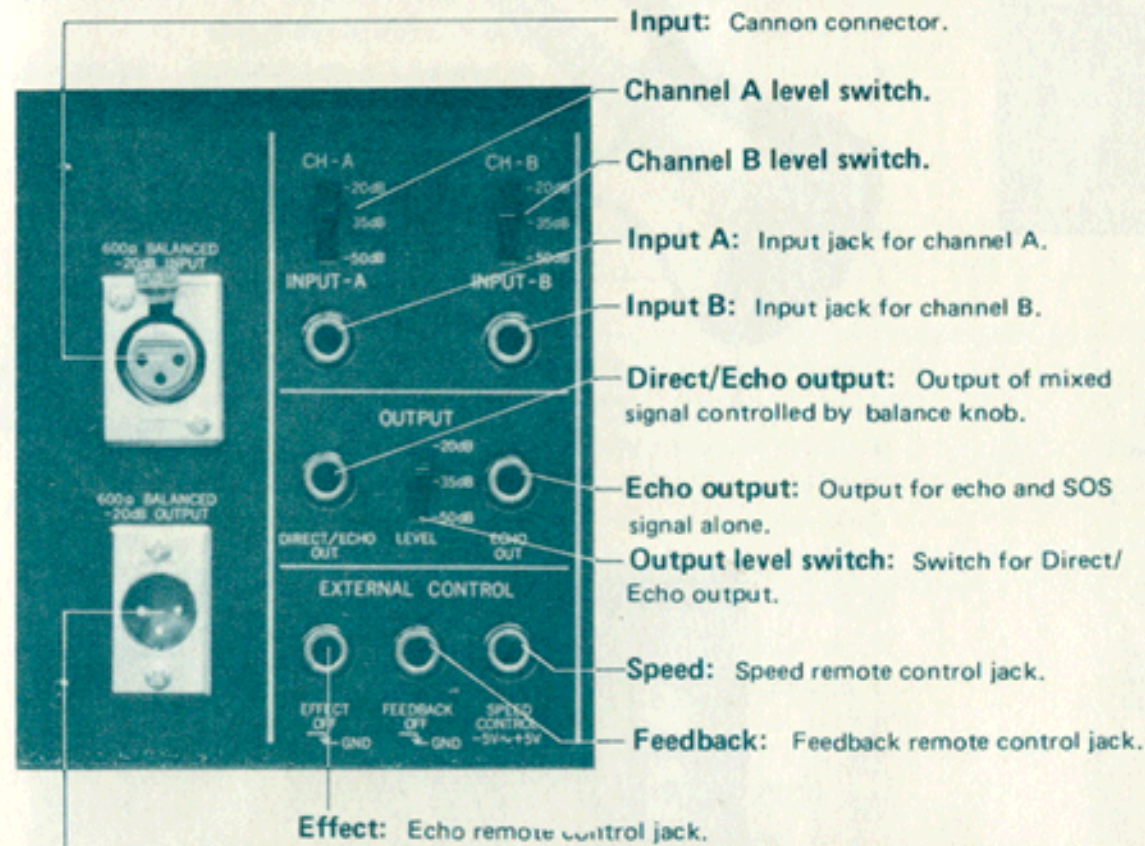 Input: Cannon connector.
Channel A level switch.
Channel B level switch.
Input A: Input jack for channel A.
Input B: Input jack for channel B.
Direct/Echo output: Output of mixed
signal controlled by balance knob.
Echo output: Output for echo and SOS
signal alone.
Output level switch: Switch for Direct/
Echo output.
Speed: Speed remote control jack.
Feedback: Feedback remote control jack.
Effect: Echo remote control jack.
600Ω BALANCED
-20dB INPUT
600Ω BALANCED
-20dB OUTPUT
CH-A
-20dB
35dB
-50dB
INPUT-A
CH-B
-20dB
-35dB
-50dB
INPUT-B
OUTPUT
-20dB
-35dB
-50dB
DIRECT/ECHO
OUT
LEVEL
ECHO
OUT
EXTERNAL CONTROL
EFFECT
OFF
GND
FEEDBACK
OFF
GND
SPEED
CONTROL
-5V~+5V